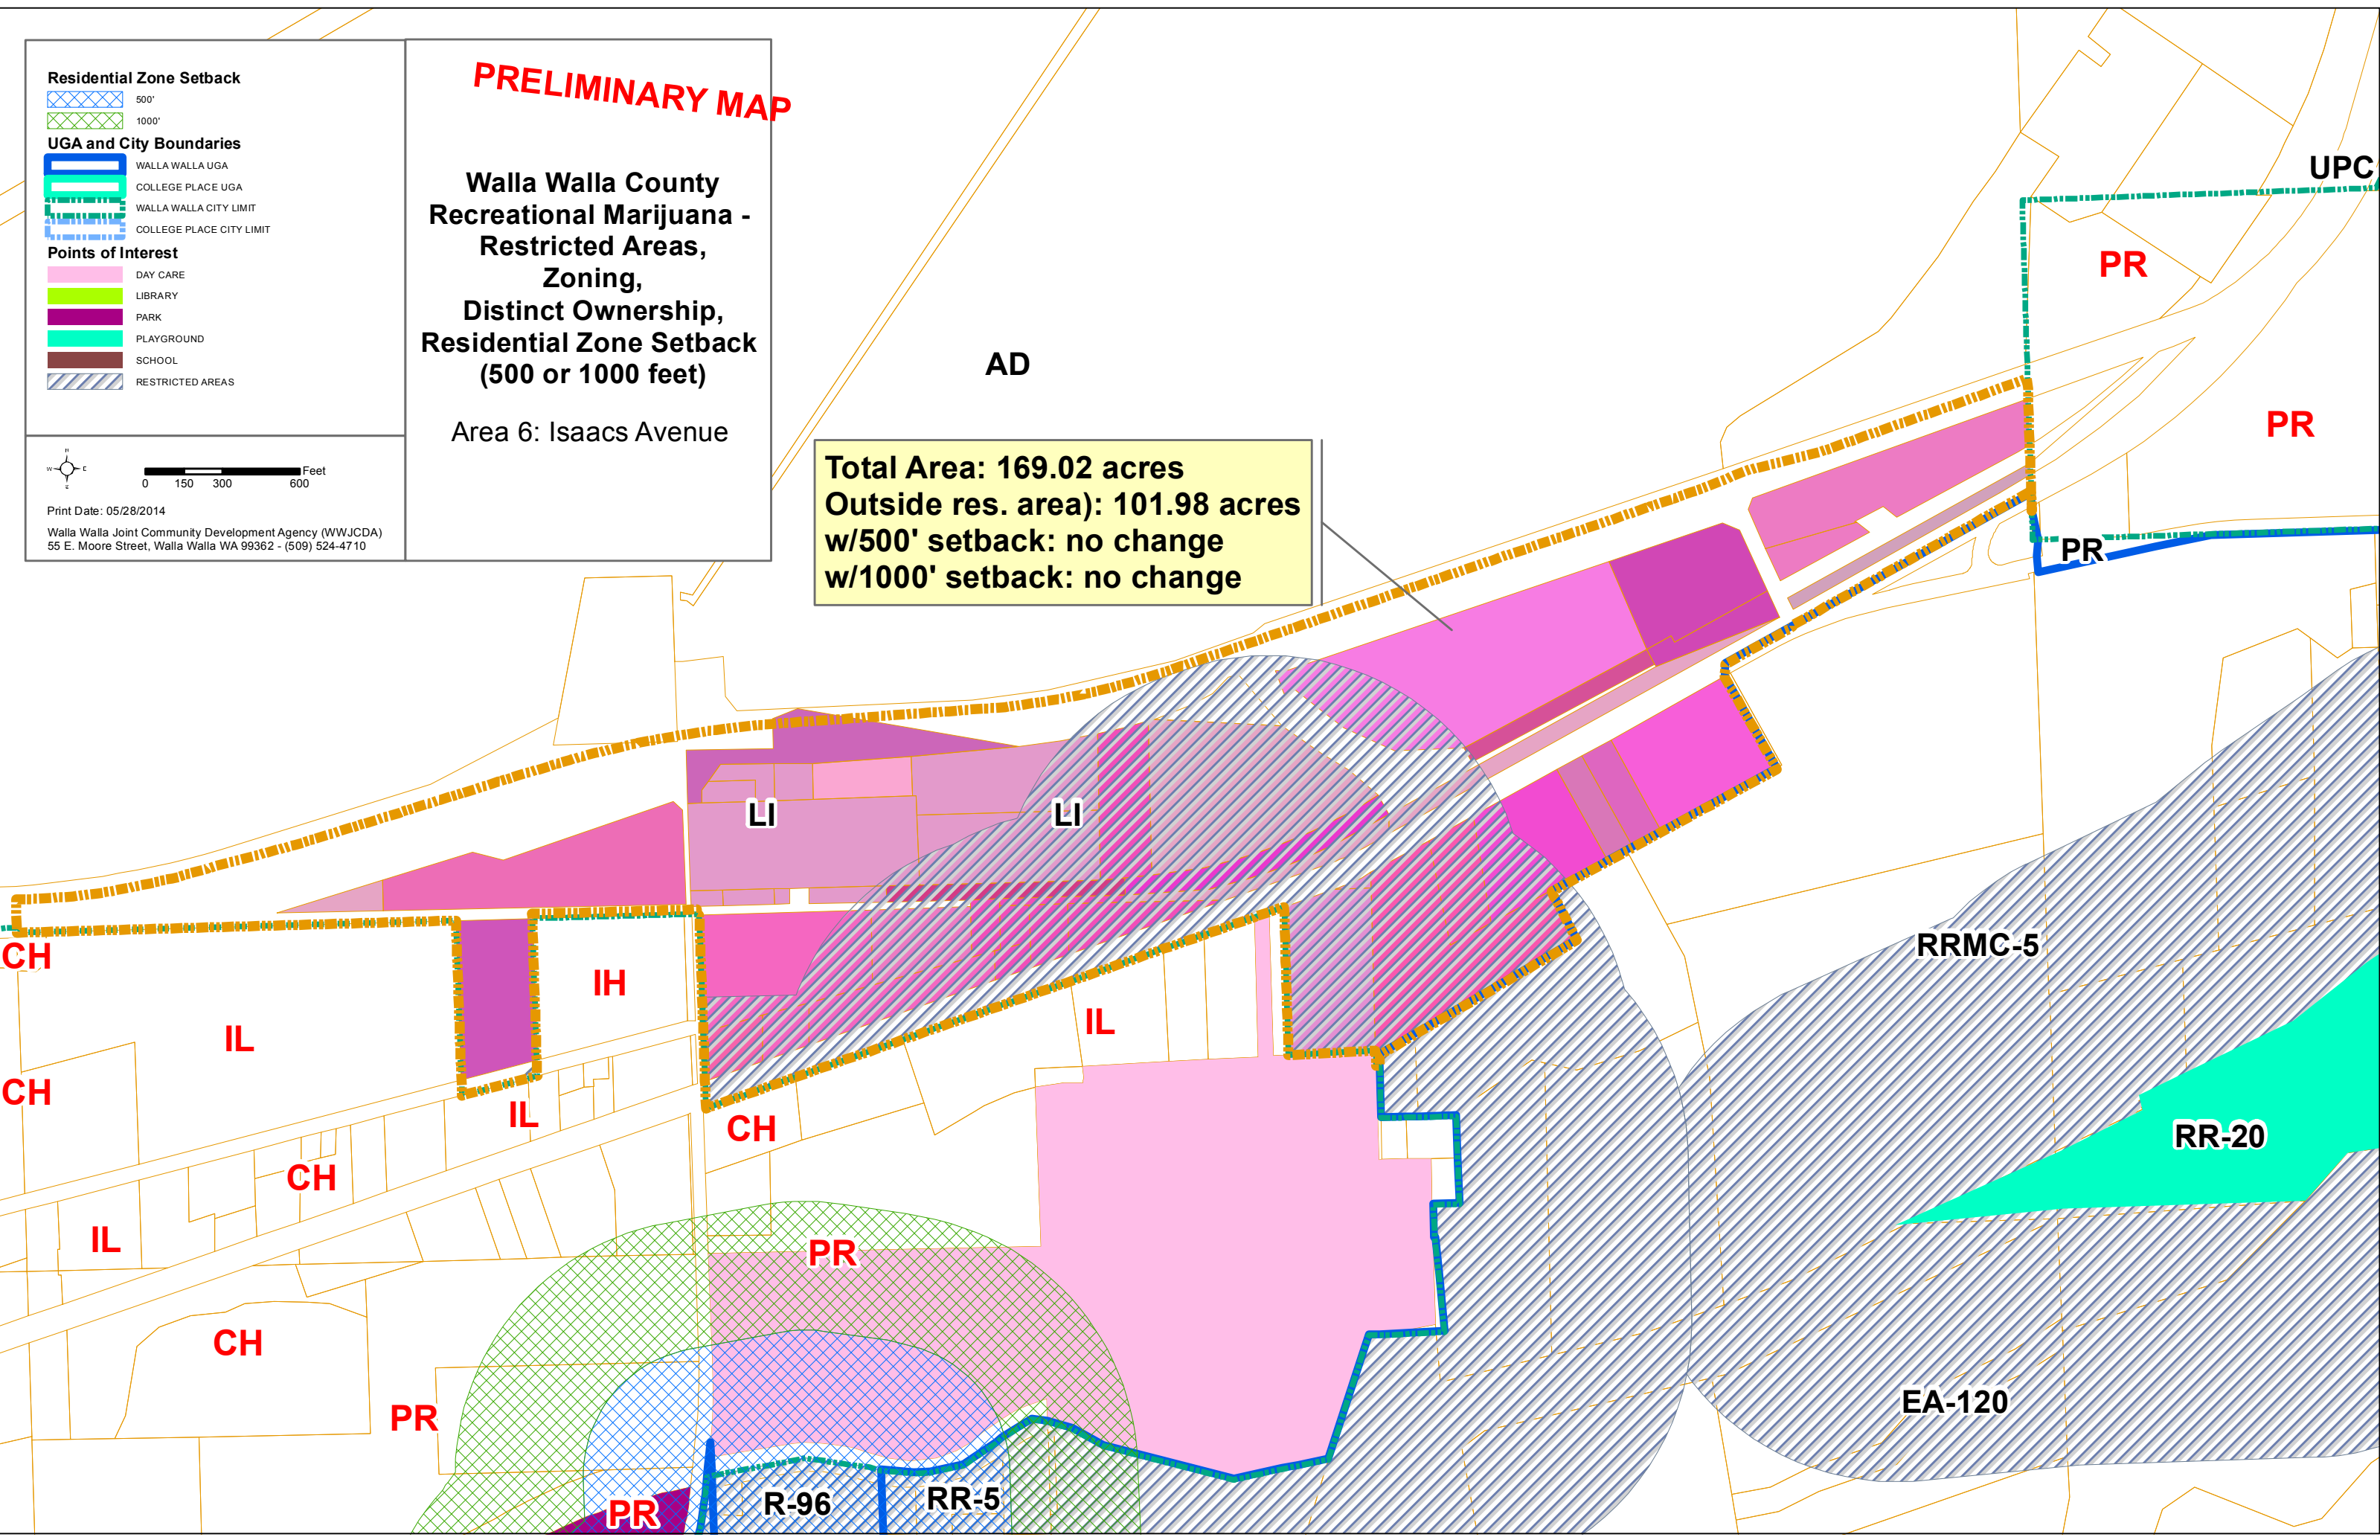 Residential Zone Setback
500'
1000'
UGA and City Boundaries
WALLA WALLA UGA
COLLEGE PLACE UGA
WALLA WALLA CITY LIMIT
COLLEGE PLACE CITY LIMIT
Points of Interest
DAY CARE
LIBRARY
PARK
PLAYGROUND
SCHOOL
RESTRICTED AREAS
W
E
Feet
0 150 300 600
Print Date: 05/28/2014
Walla Walla Joint Community Development Agency (WWJCDA)
55 E. Moore Street, Walla Walla WA 99362 - (509) 524-4710
PRELIMINARY MAP
Walla Walla County
Recreational Marijuana -
Restricted Areas,
Zoning,
Distinct Ownership,
Residential Zone Setback
(500 or 1000 feet)
Area 6: Isaacs Avenue
UPC
PR
AD
PR
Total Area: 169.02 acres
Outside res. area): 101.98 acres
w/500' setback: no change
w/1000' setback: no change
PR
LI
LI
CH
RRMC-5
IH
IL
IL
CH
IL
CH
RR-20
CH
IL
PR
CH
EA-120
PR
PR
R-96
RR-5